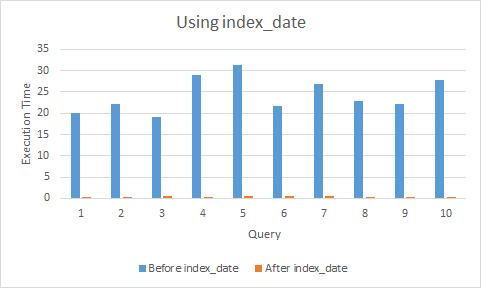 Using index_date
35
30
25
20
15
10
5
0
Execution Time
1 2 3 4 5 6 7 8 9 10
Query
Before index_date After index_date